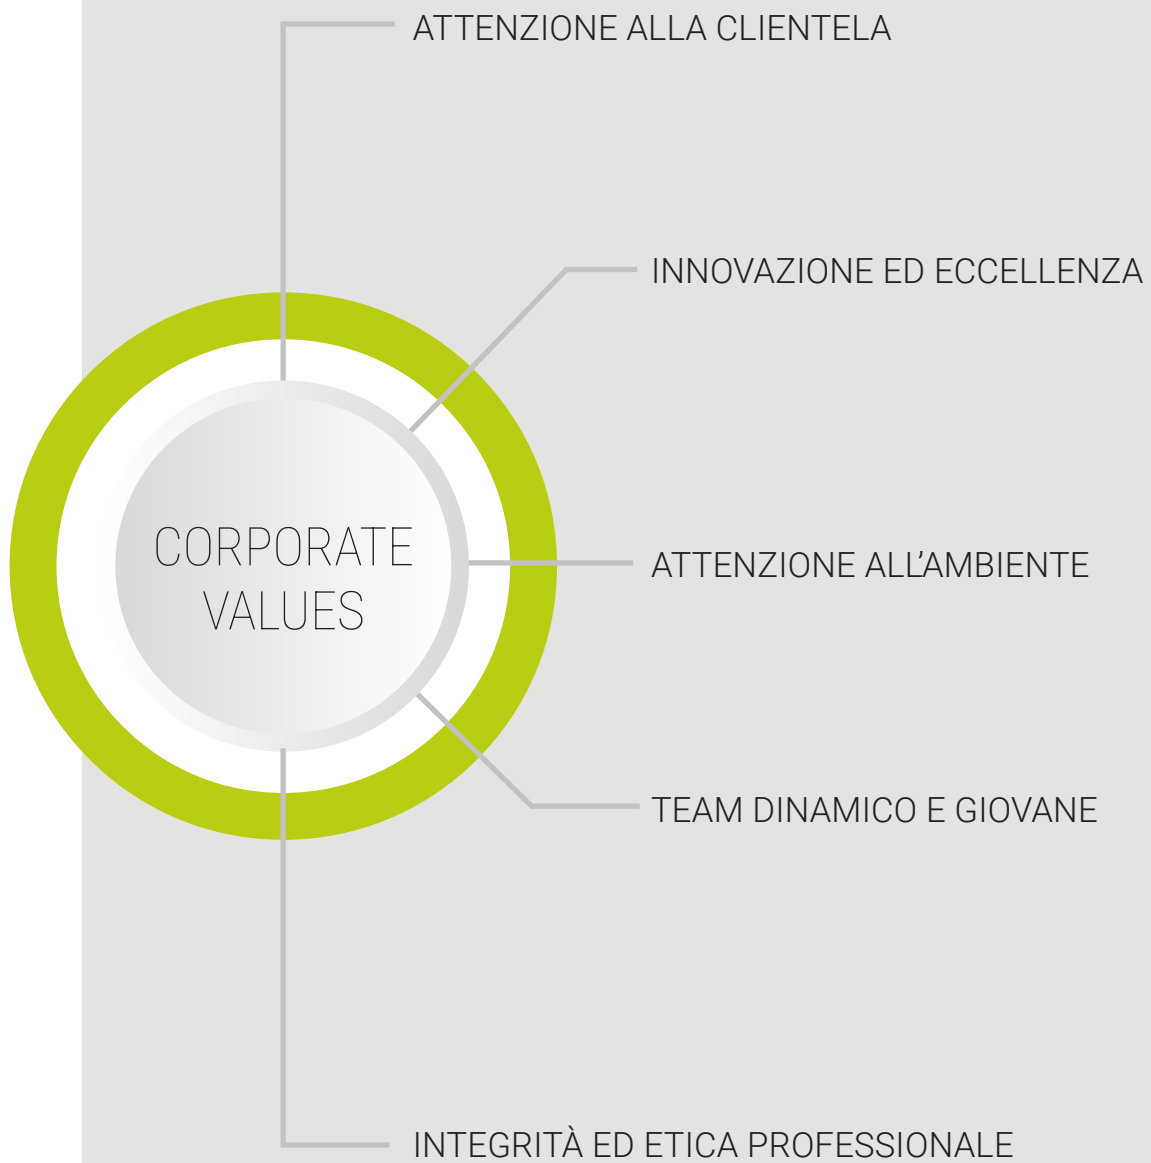 ATTENZIONE ALLA CLIENTELA
INNOVAZIONE ED ECCELLENZA
CORPORATE
VALUES
ATTENZIONE ALL'AMBIENTE
TEAM DINAMICO E GIOVANE
INTEGRITÀ ED ETICA PROFESSIONALE